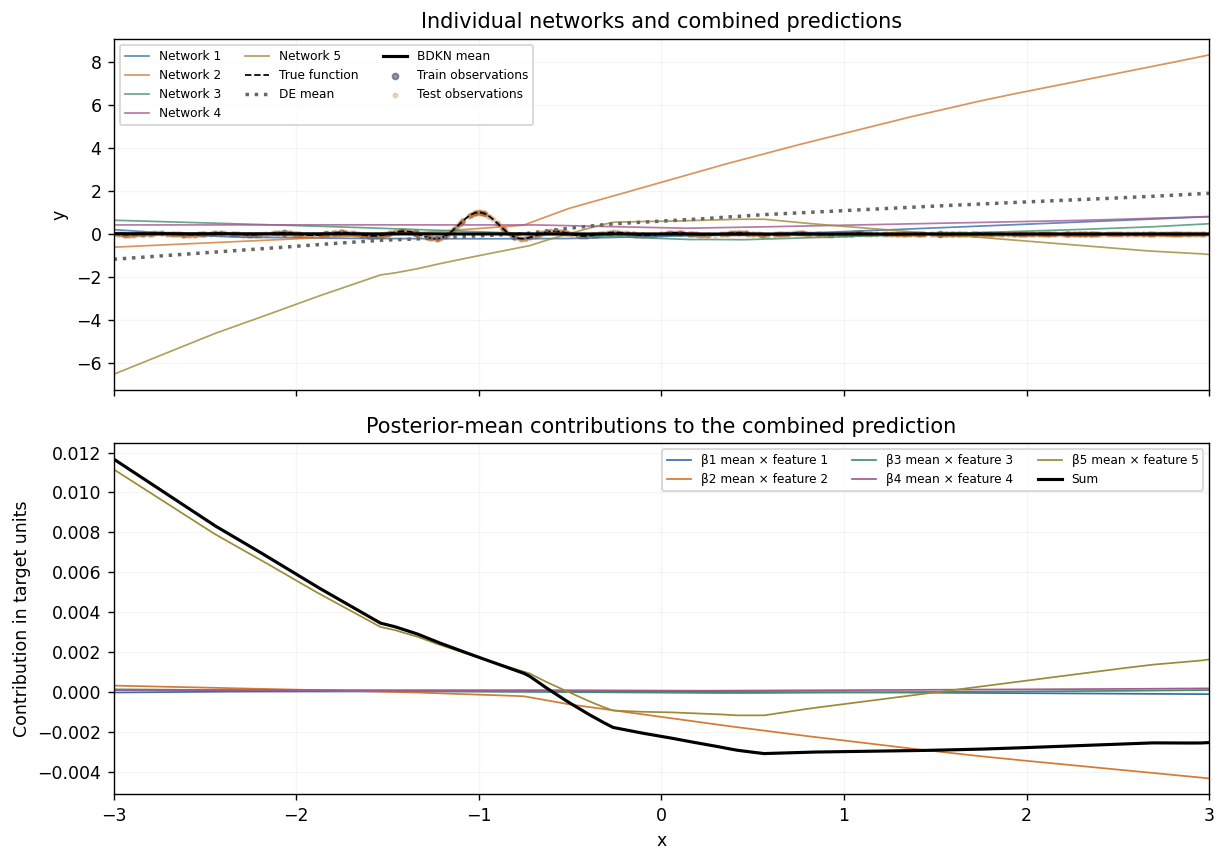 Individual networks and combined predictions
Network 1
Network 2
Network 3
Network 4
Network 5
True function
DE mean
BDKN mean
Train observations
Test observations
y
8
6
4
2
0
−2
−4
−6
Posterior-mean contributions to the combined prediction
β1 mean × feature 1
β2 mean × feature 2
β3 mean × feature 3
β4 mean × feature 4
β5 mean × feature 5
Sum
Contribution in target units
0.012
0.010
0.008
0.006
0.004
0.002
0.000
−0.002
−0.004
−3 −2 −1 0 1 2 3
x